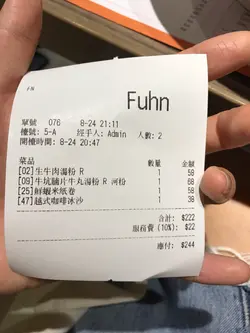 Fuhn
單號 076 8-24 21:11
檯號: 5-A 經手人: Admin 人數: 2
開檯時間: 8-24 20:47
菜品 數量 金額
[02]生牛肉湯粉 R 1 58
[09]牛坑腩片牛丸湯粉 R 河粉 1 68
[25]鮮蝦米紙卷 1 58
[47]越式咖啡冰沙 1 38
合計: $222
服務費(10%): $22
應付: $244